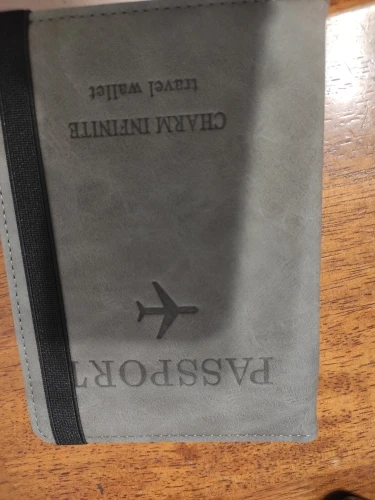 PASSPORT
CHARM INFINITE
travel wallet